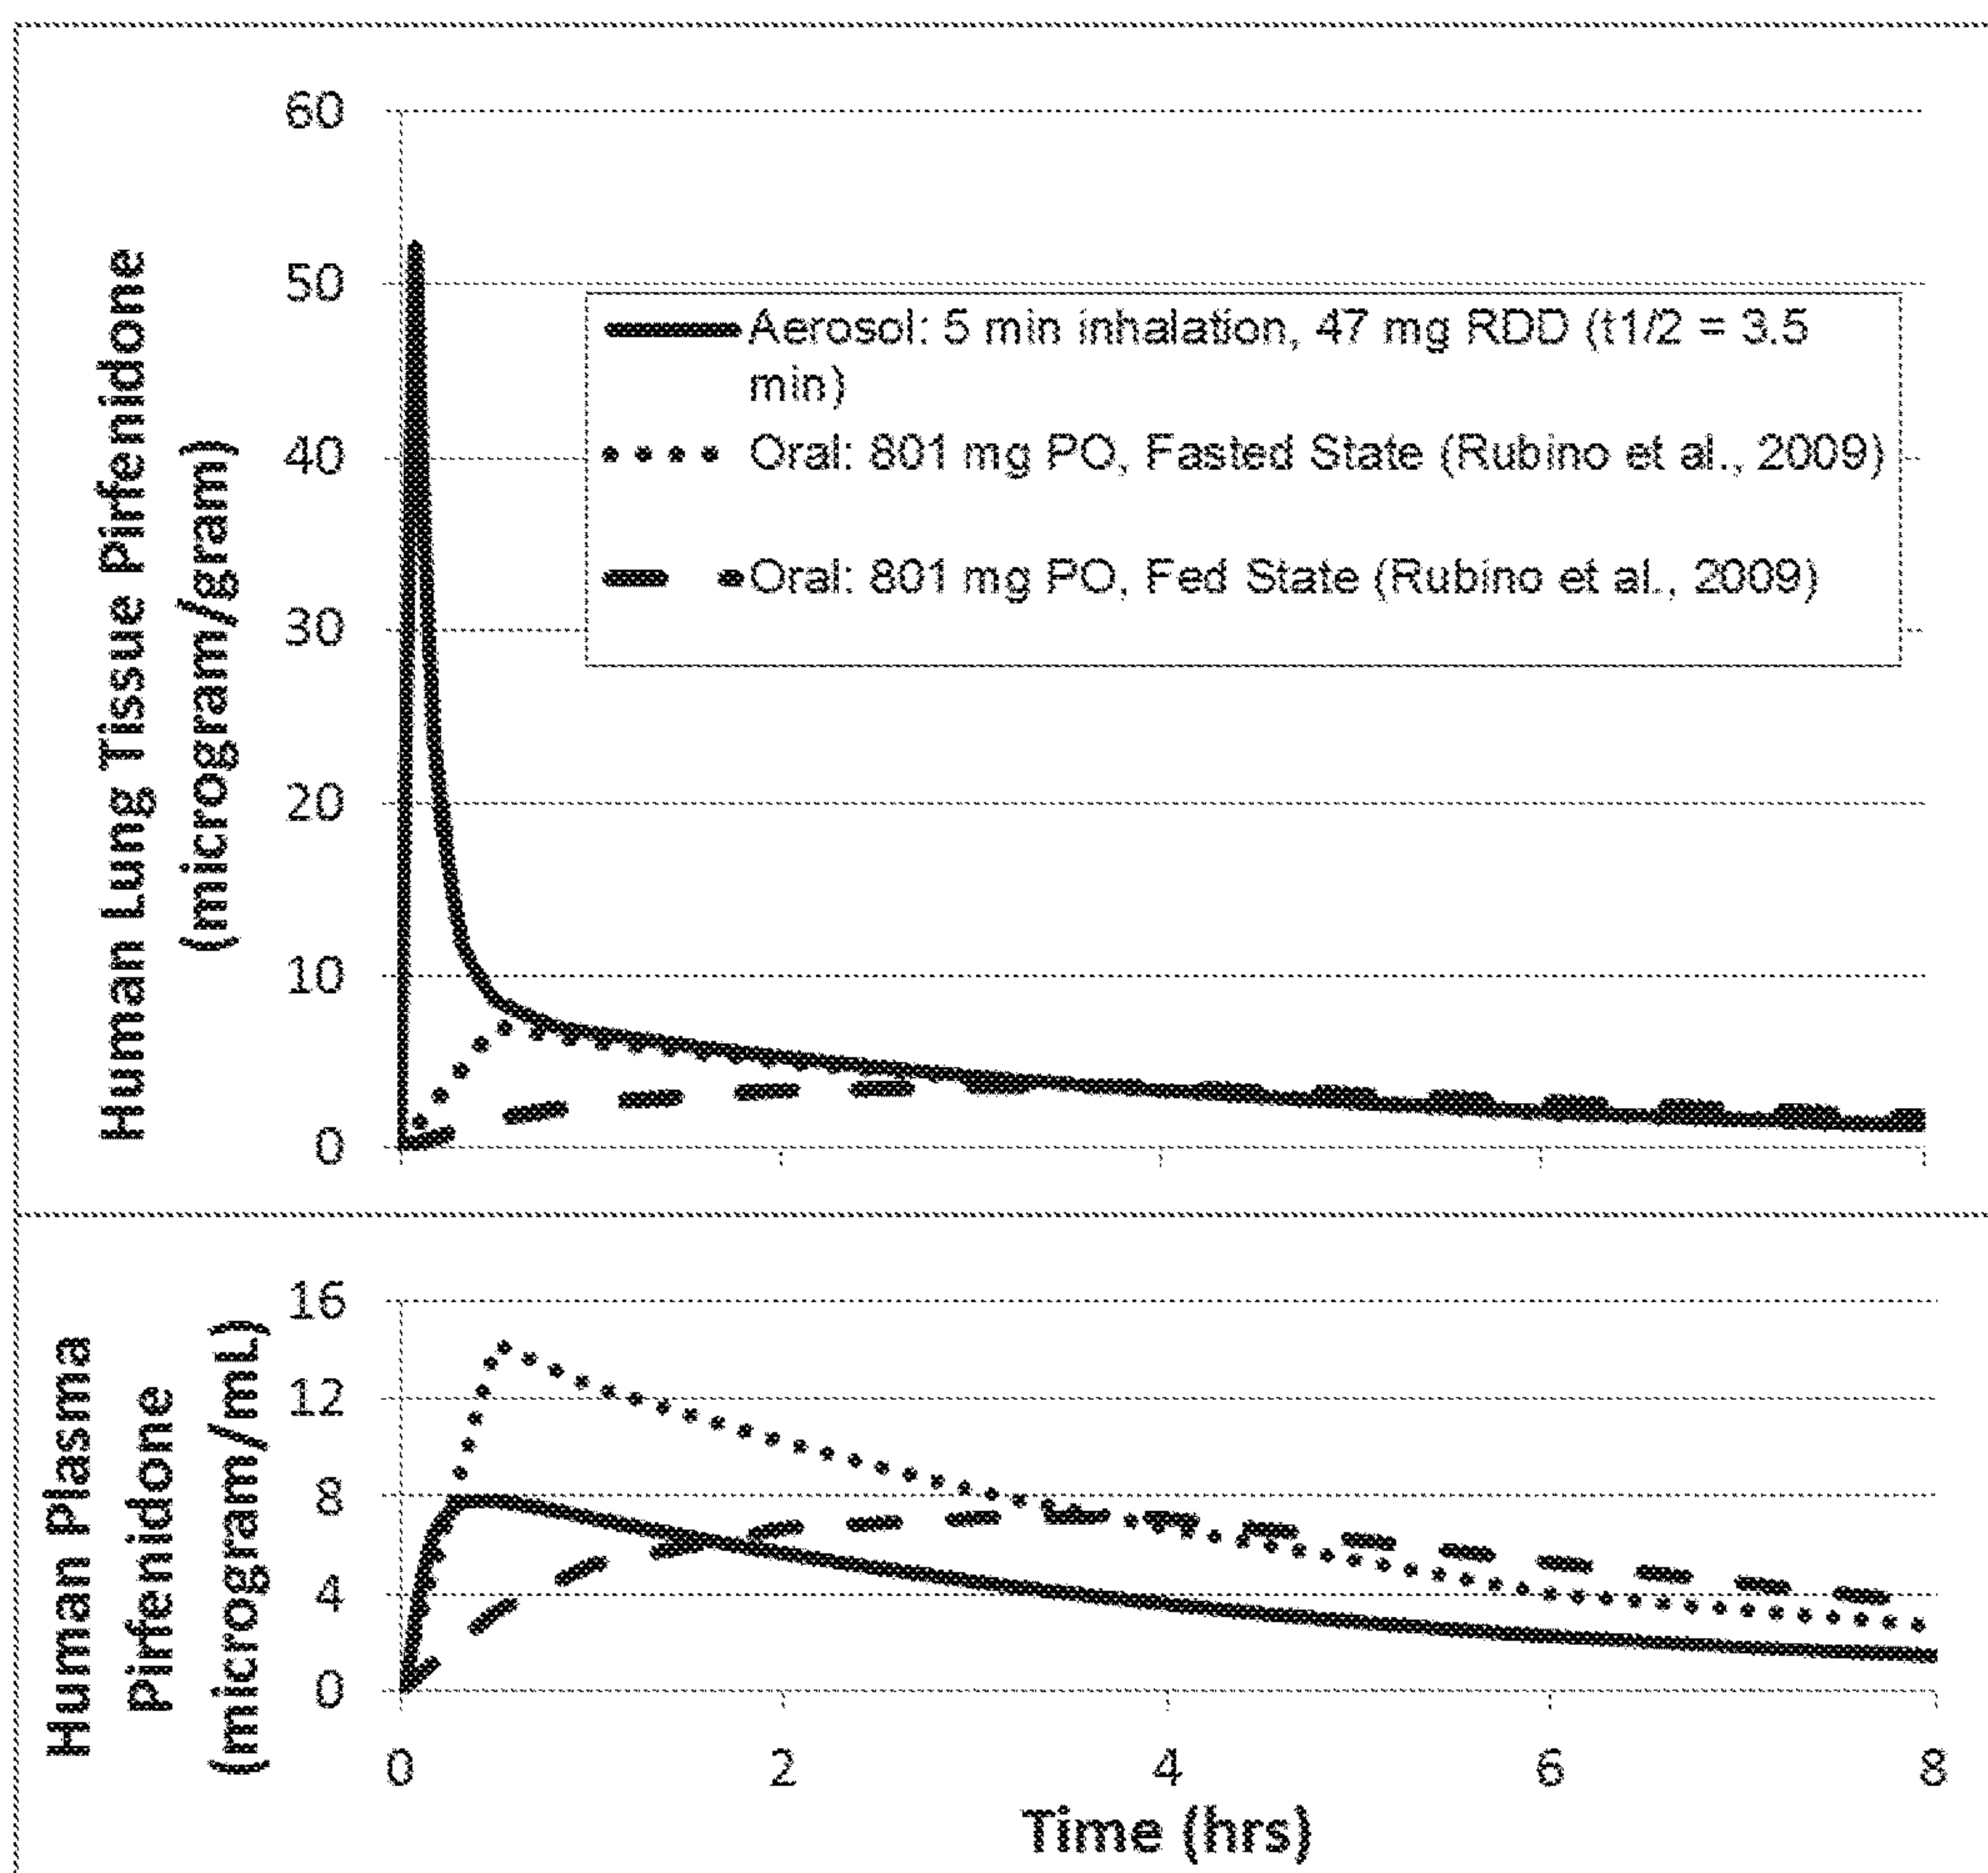 Human Lung Tissue Pirfenidone
(microgram/gram)
60
50
40
30
20
10
0
Aerosol: 5 min inhalation, 47 mg RDD (t1/2 = 3.5
min)
Oral: 801 mg PO, Fasted State (Rubino et al., 2009)
Oral: 801 mg PO, Fed State (Rubino et al., 2009)
Human Plasma
Pirfenidone
(microgram/mL)
16
12
8
4
0
0 2 4 6 8
Time (hrs)